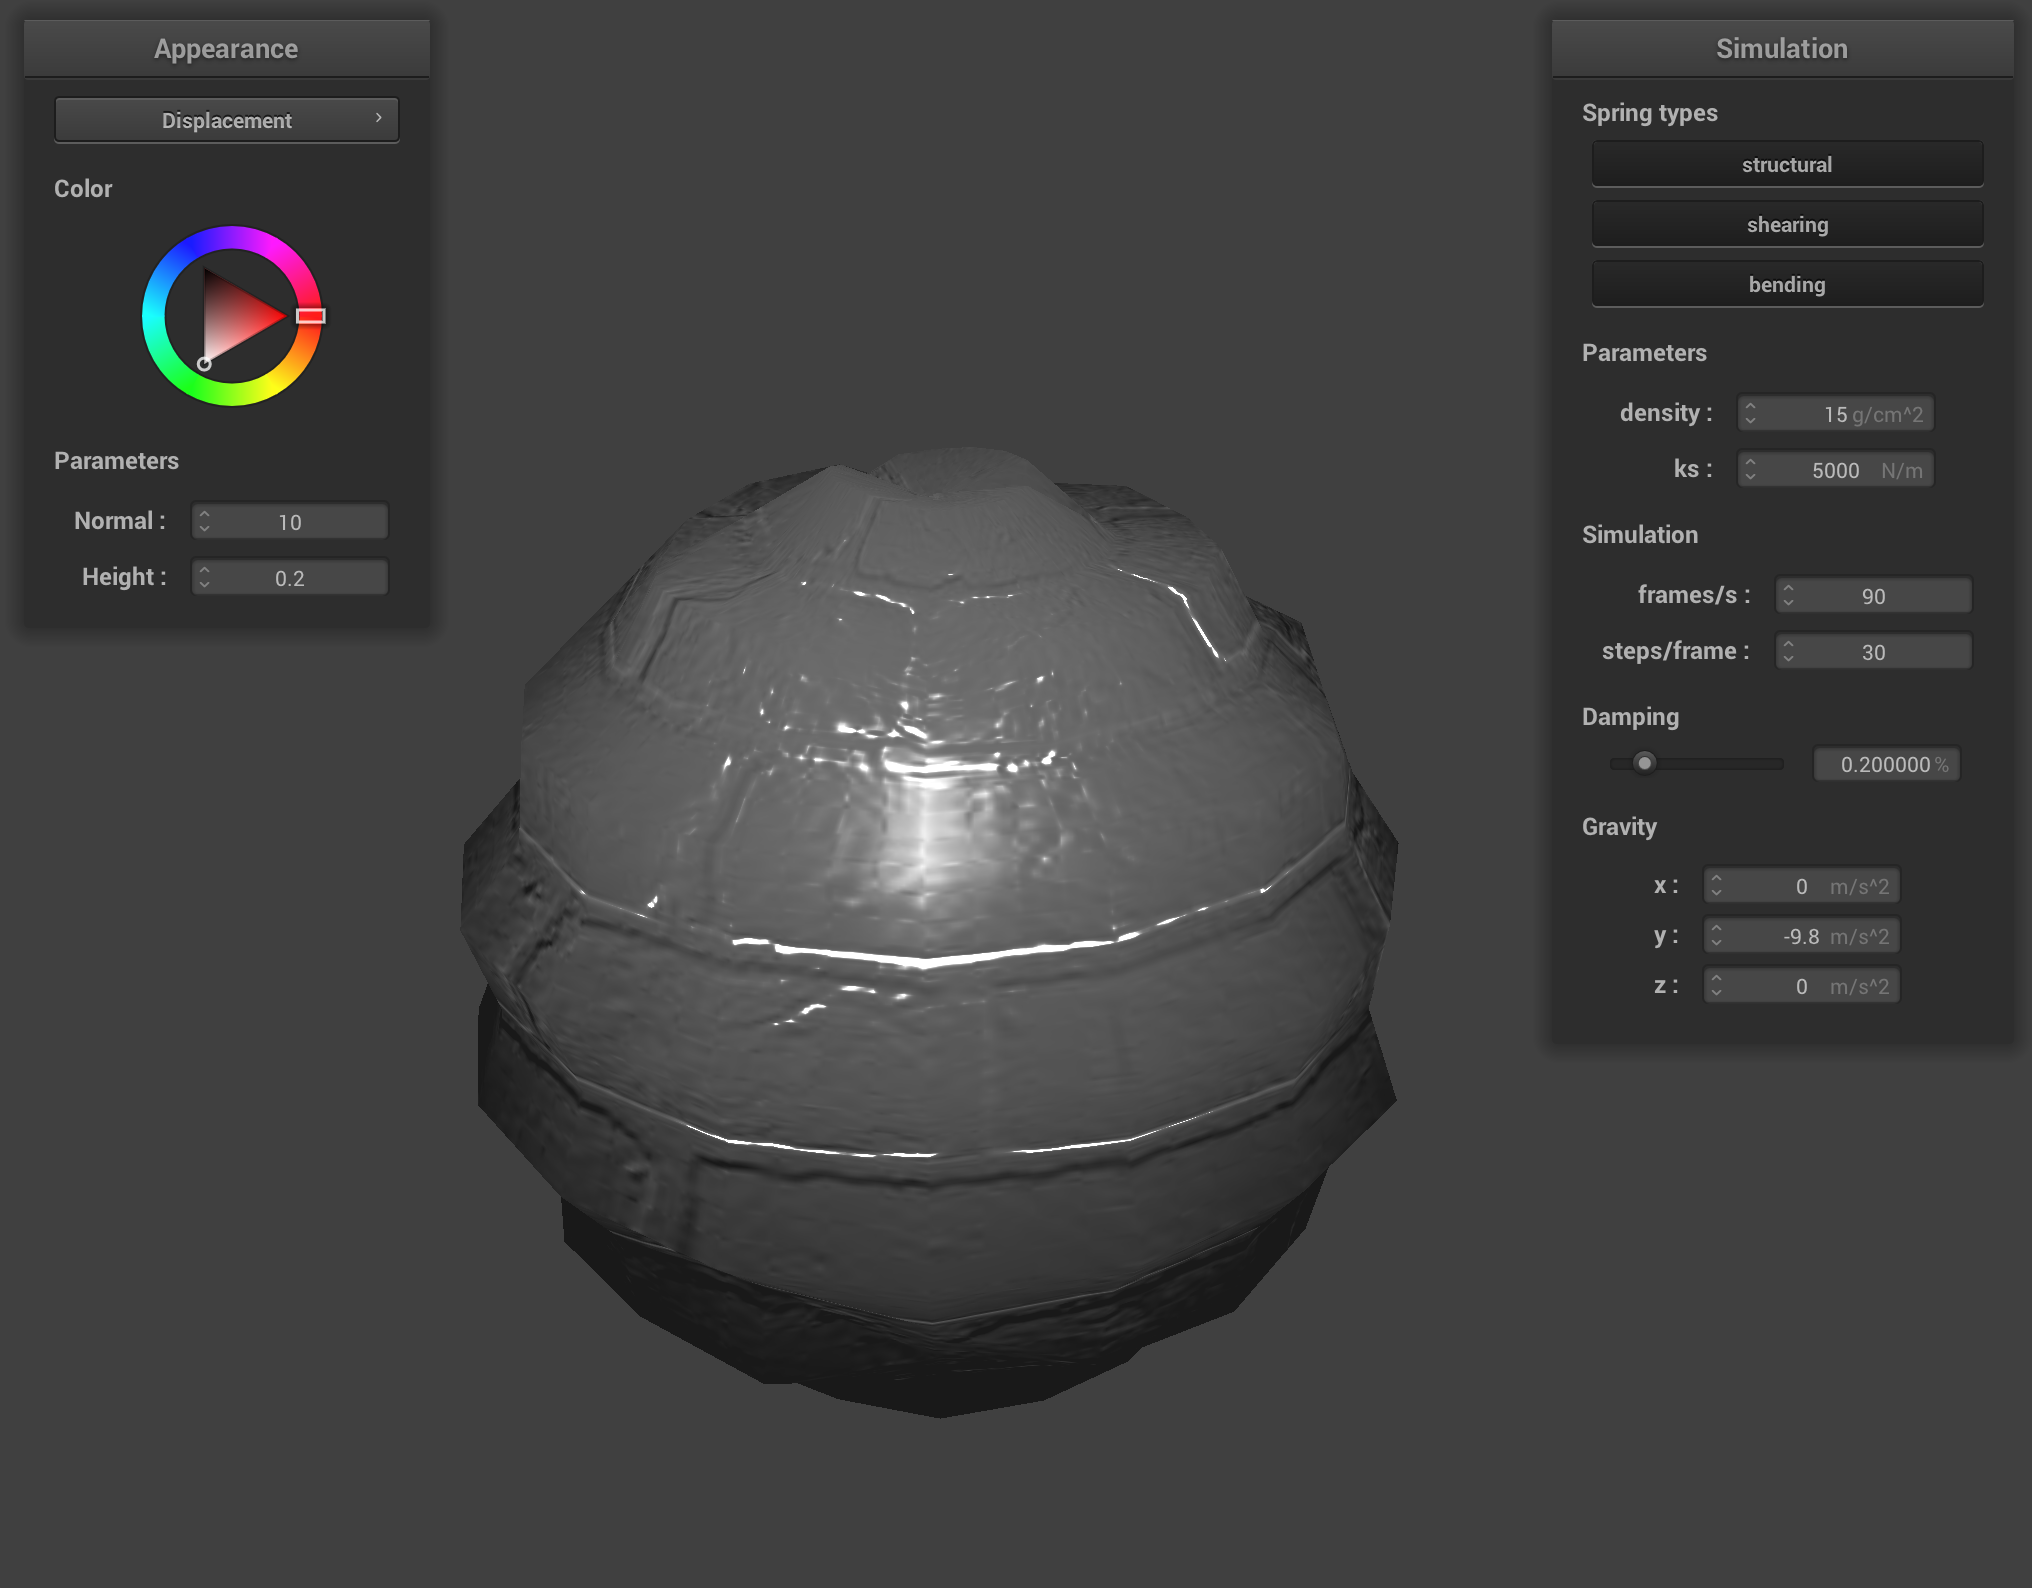 Appearance
Displacement
Color
Parameters
Normal : 10
Height : 0.2
Simulation
Spring types
structural
shearing
bending
Parameters
density : 15 g/cm^2
ks : 5000 N/m
Simulation
frames/s : 90
steps/frame : 30
Damping
0.200000 %
Gravity
x : 0 m/s^2
y : -9.8 m/s^2
z : 0 m/s^2